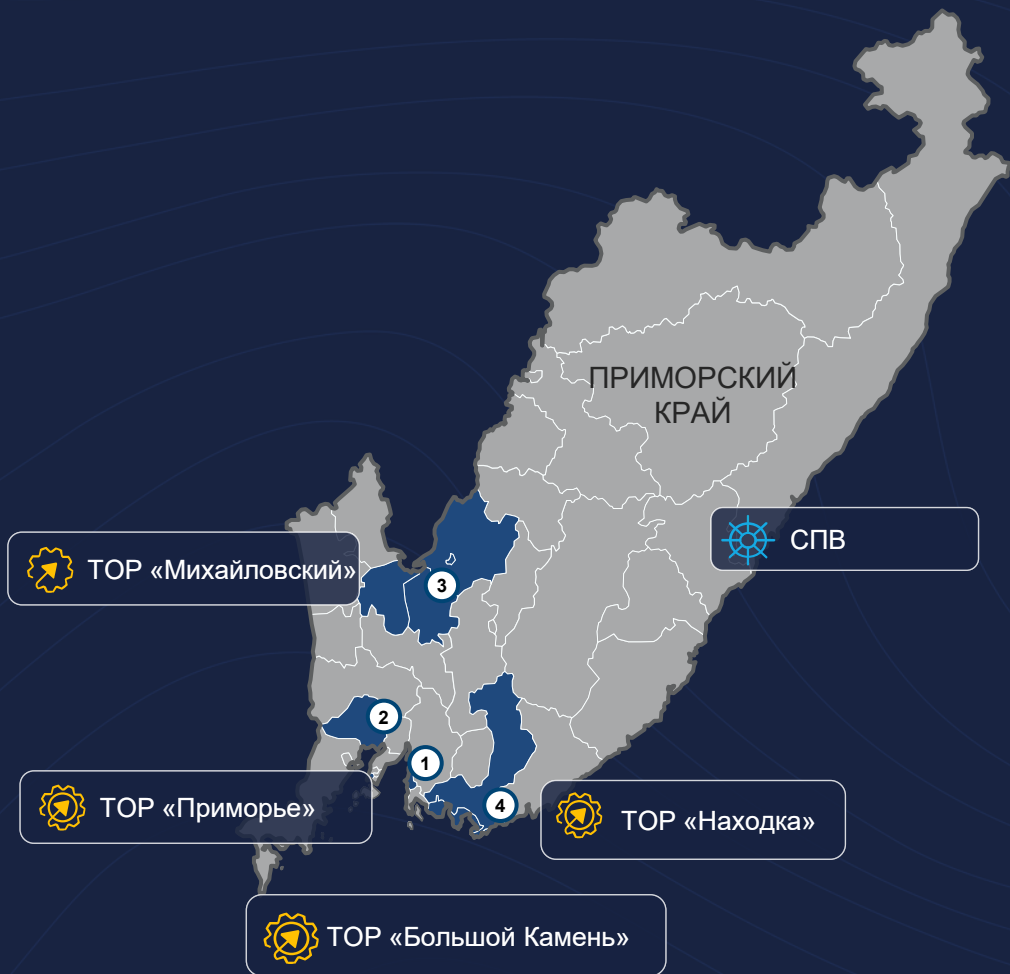 ПРИМОРСКИЙ
КРАЙ
СПВ
ТОР «Михайловский»
3
2
1
4
ТОР «Приморье»
ТОР «Находка»
ТОР «Большой Камень»